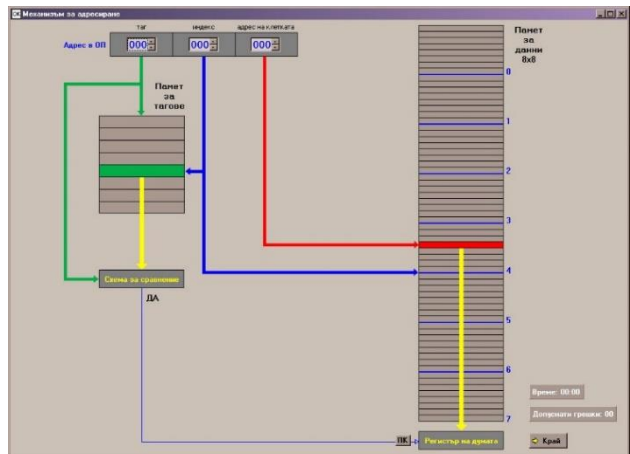 Механизъм за адресиране
таг индекс адрес на клетката
Адрес в ОП 000 000 000
Памет
за
данни
8x8
Памет
за
тагове
0
1
2
3
4
5
6
7
Схема за сравнение
ДА
Време: 00:00
Допуснати грешки: 00
ПК
Регистър на думата
Край